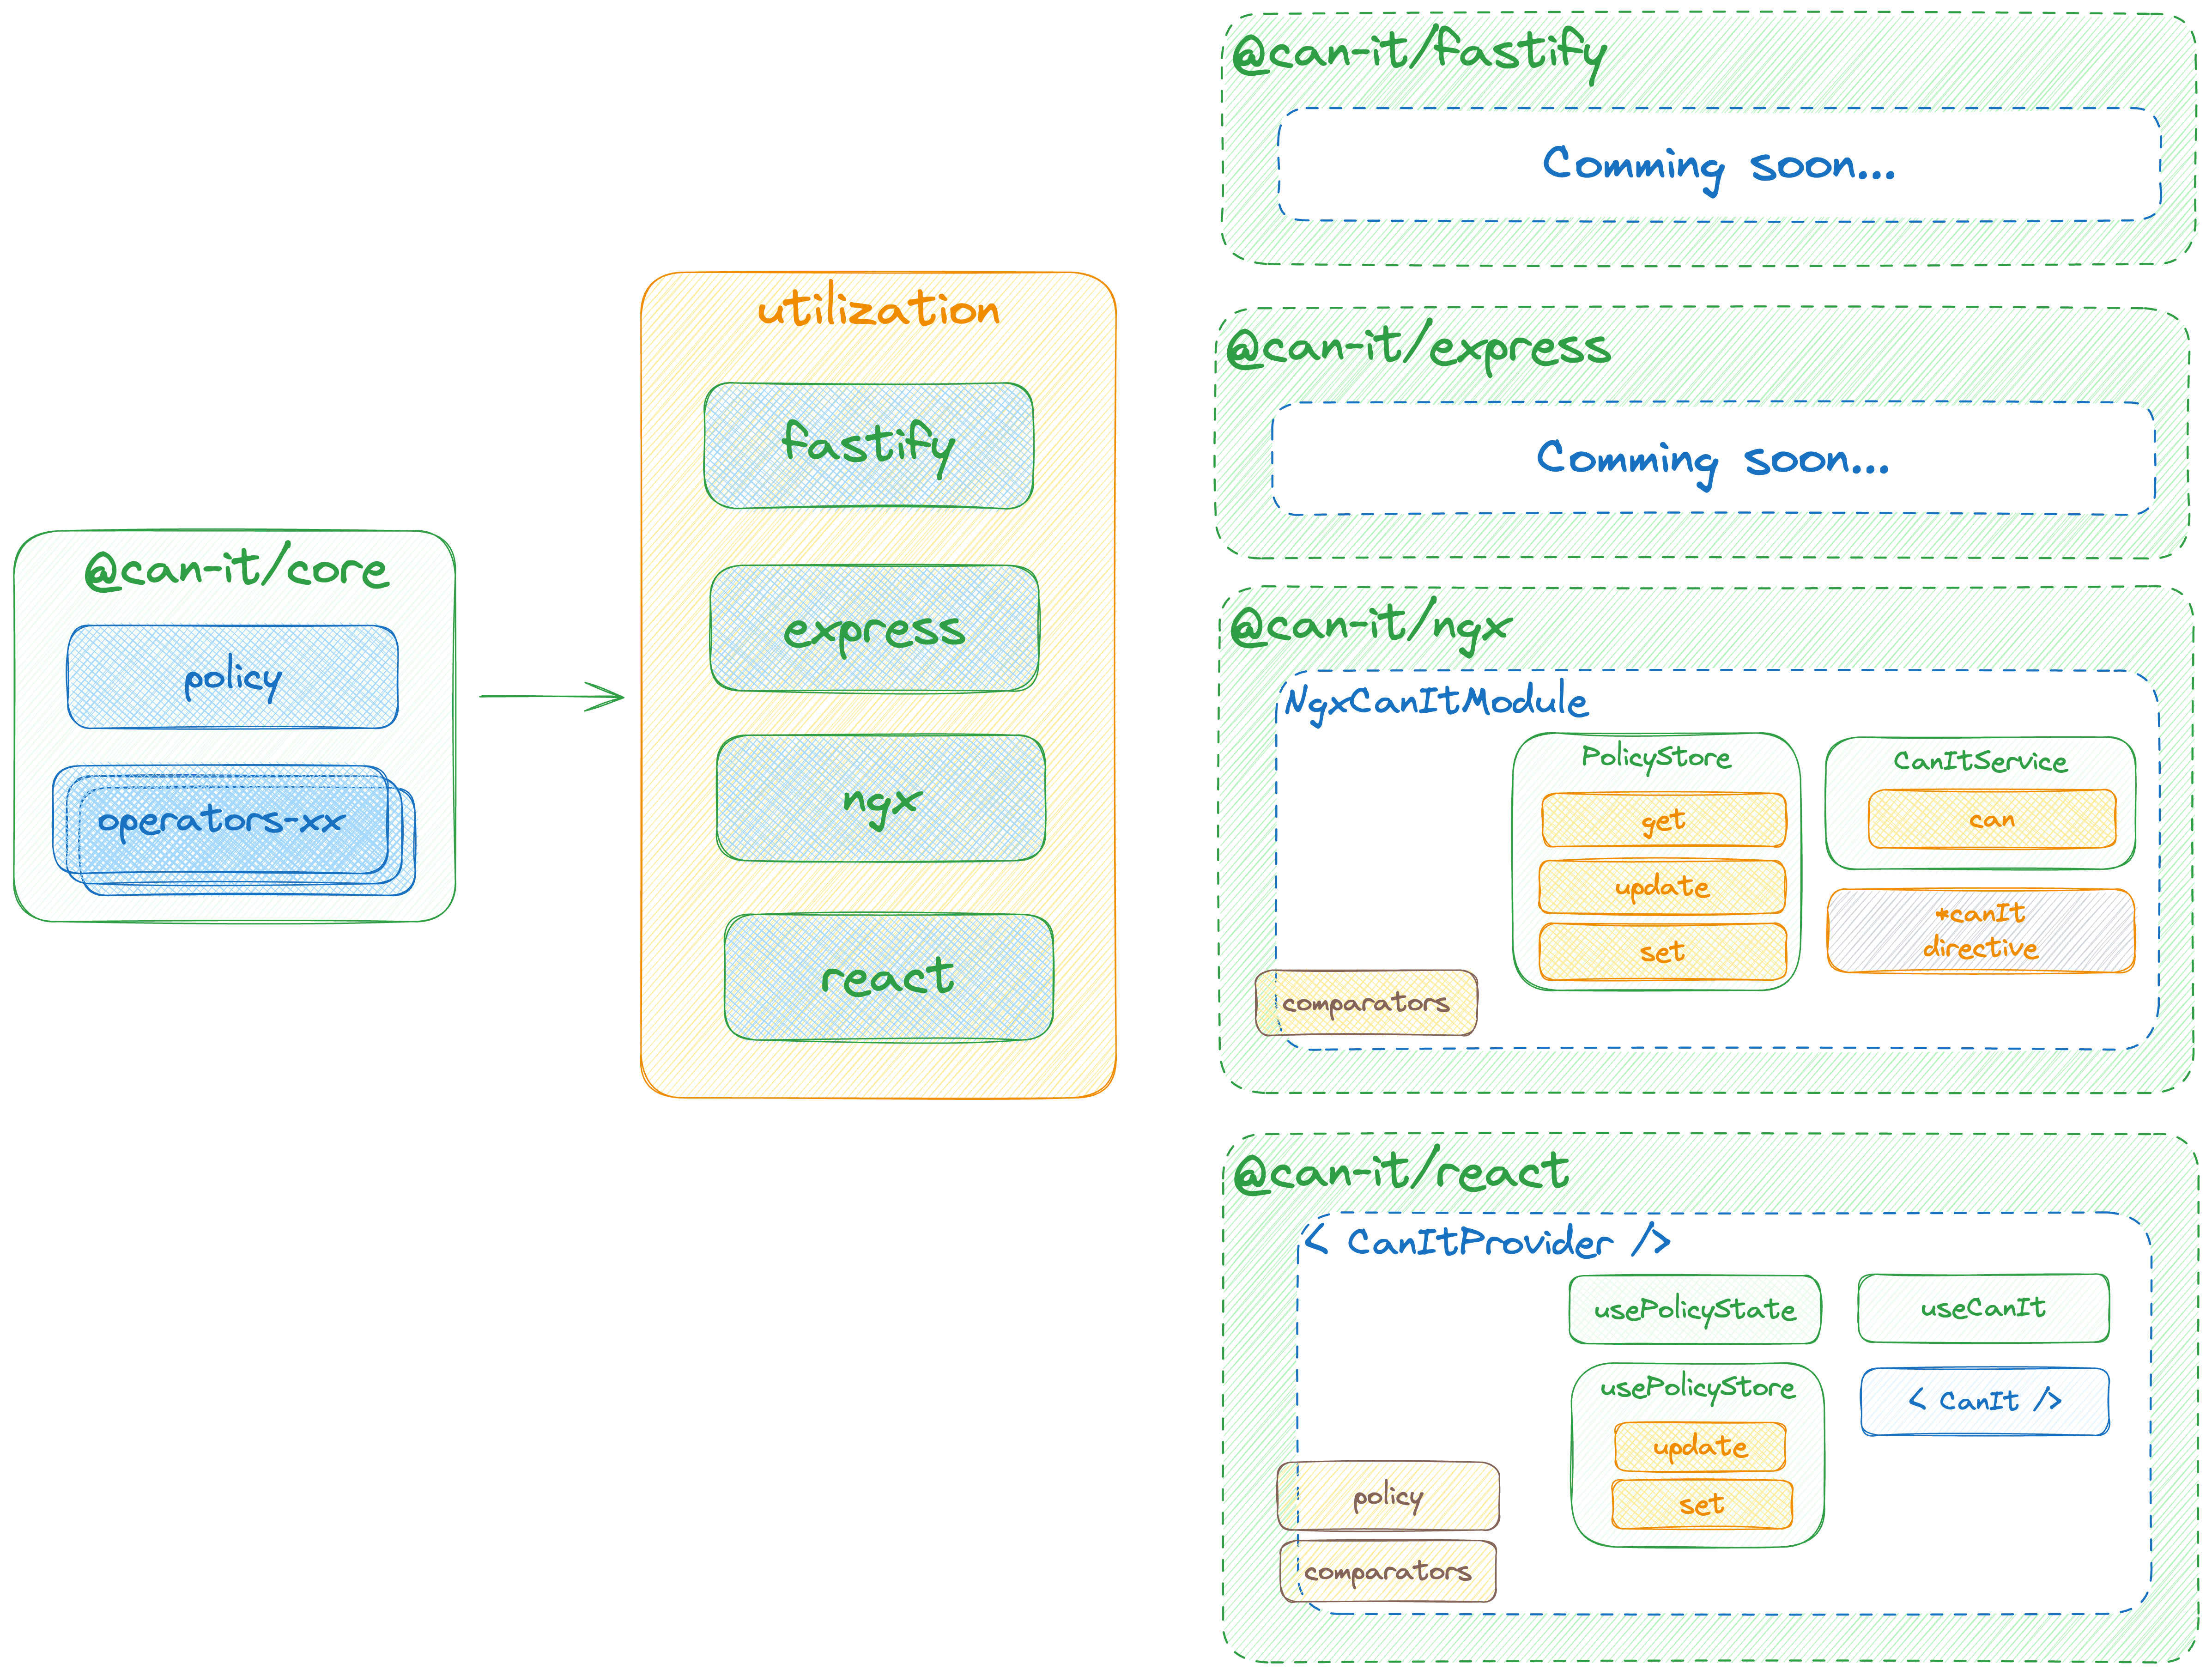 @can-it/core
policy
operators-xx
utilization
fastify
express
ngx
react
@can-it/fastify
Comming soon...
@can-it/express
Comming soon...
@can-it/ngx
NgxCanItModule
PolicyStore
get
update
set
CanItService
can
*canIt
directive
comparators
@can-it/react
< CanItProvider />
usePolicyState
useCanIt
usePolicyStore
update
set
< CanIt />
policy
comparators